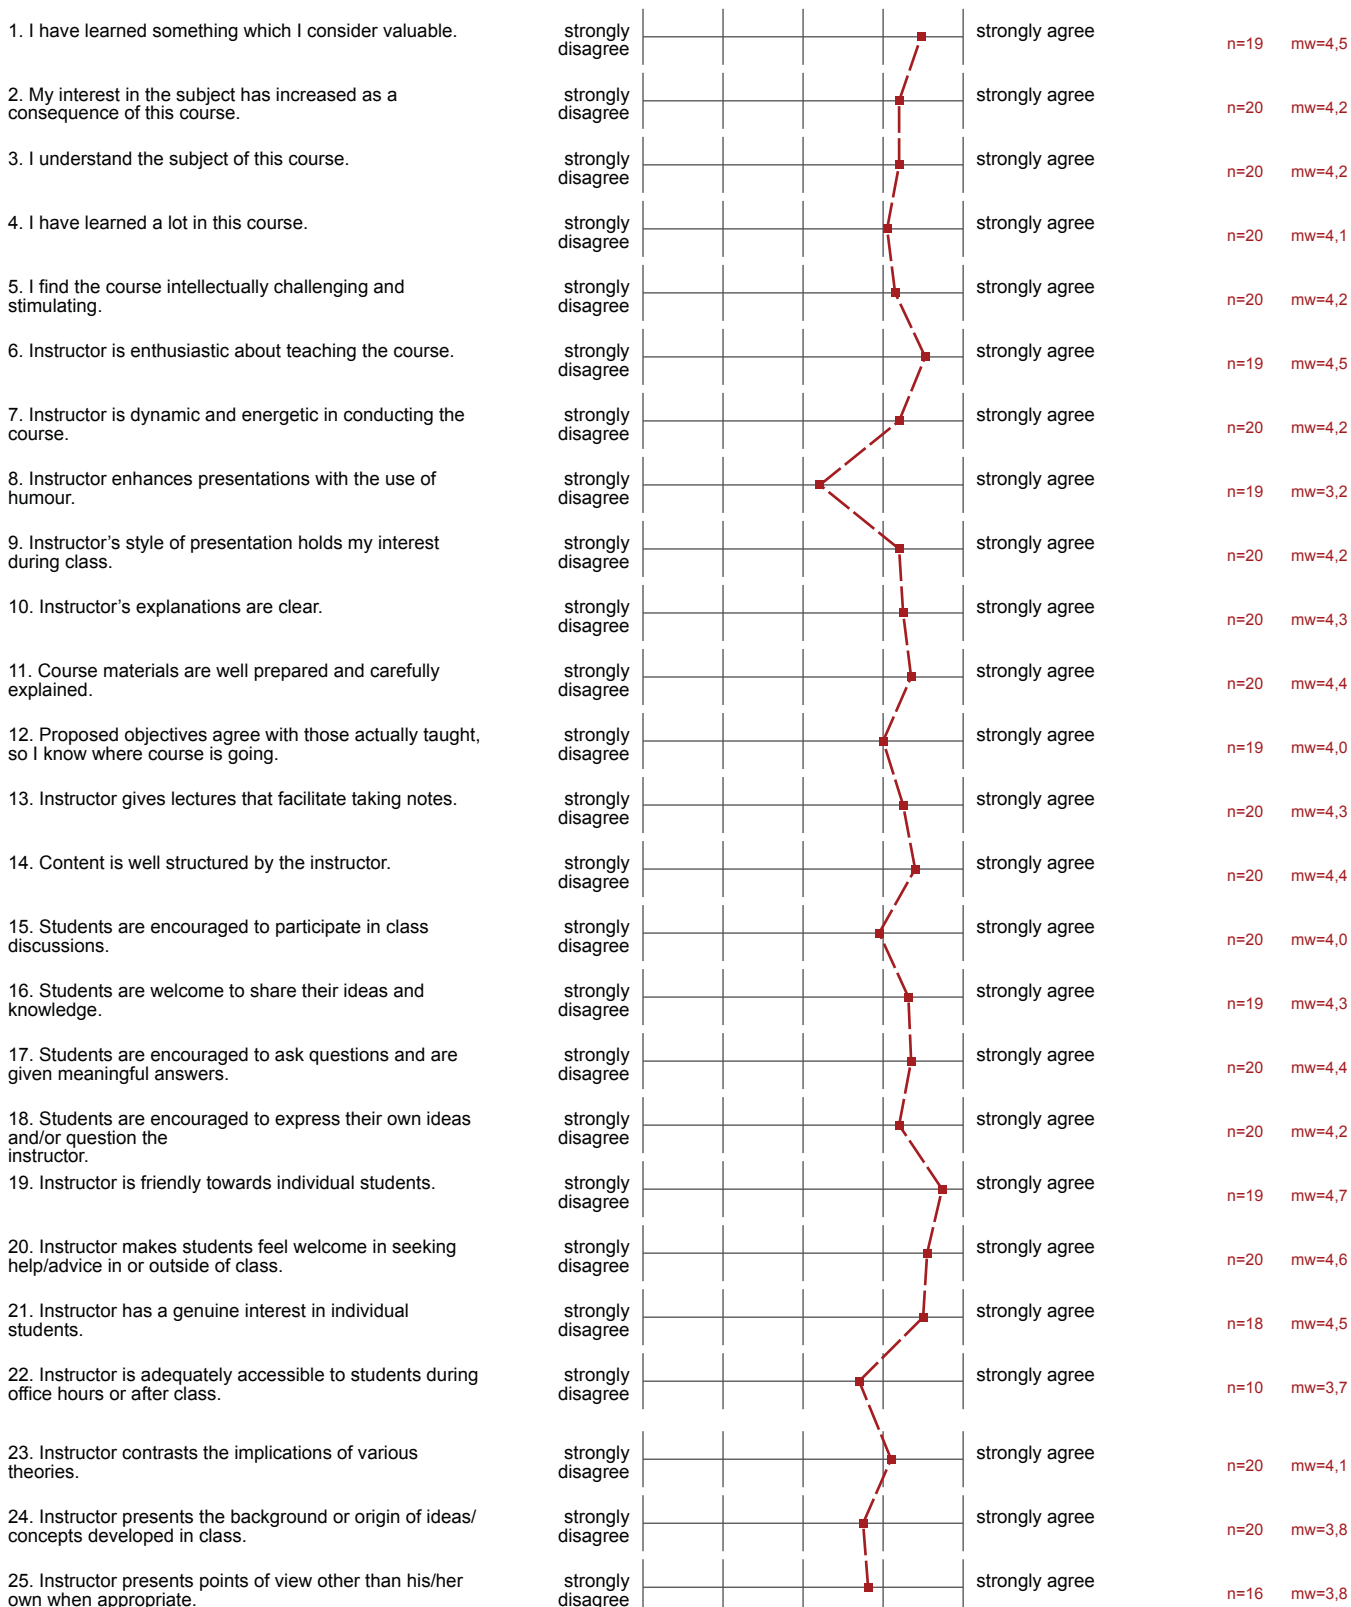 1. I have learned something which I consider valuable.
strongly disagree
strongly agree
n=19 mw=4,5
2. My interest in the subject has increased as a
consequence of this course.
strongly disagree
strongly agree
n=20 mw=4,2
3. I understand the subject of this course.
strongly disagree
strongly agree
n=20 mw=4,2
4. I have learned a lot in this course.
strongly disagree
strongly agree
n=20 mw=4,1
5. I find the course intellectually challenging and
stimulating.
strongly disagree
strongly agree
n=20 mw=4,2
6. Instructor is enthusiastic about teaching the course.
strongly disagree
strongly agree
n=19 mw=4,5
7. Instructor is dynamic and energetic in conducting the
course.
strongly disagree
strongly agree
n=20 mw=4,2
8. Instructor enhances presentations with the use of
humour.
strongly disagree
strongly agree
n=19 mw=3,2
9. Instructor’s style of presentation holds my interest
during class.
strongly disagree
strongly agree
n=20 mw=4,2
10. Instructor’s explanations are clear.
strongly disagree
strongly agree
n=20 mw=4,3
11. Course materials are well prepared and carefully
explained.
strongly disagree
strongly agree
n=20 mw=4,4
12. Proposed objectives agree with those actually taught,
so I know where course is going.
strongly disagree
strongly agree
n=19 mw=4,0
13. Instructor gives lectures that facilitate taking notes.
strongly disagree
strongly agree
n=20 mw=4,3
14. Content is well structured by the instructor.
strongly disagree
strongly agree
n=20 mw=4,4
15. Students are encouraged to participate in class
discussions.
strongly disagree
strongly agree
n=20 mw=4,0
16. Students are welcome to share their ideas and
knowledge.
strongly disagree
strongly agree
n=19 mw=4,3
17. Students are encouraged to ask questions and are
given meaningful answers.
strongly disagree
strongly agree
n=20 mw=4,4
18. Students are encouraged to express their own ideas
and/or question the
instructor.
strongly disagree
strongly agree
n=20 mw=4,2
19. Instructor is friendly towards individual students.
strongly disagree
strongly agree
n=19 mw=4,7
20. Instructor makes students feel welcome in seeking
help/advice in or outside of class.
strongly disagree
strongly agree
n=20 mw=4,6
21. Instructor has a genuine interest in individual
students.
strongly disagree
strongly agree
n=18 mw=4,5
22. Instructor is adequately accessible to students during
office hours or after class.
strongly disagree
strongly agree
n=10 mw=3,7
23. Instructor contrasts the implications of various
theories.
strongly disagree
strongly agree
n=20 mw=4,1
24. Instructor presents the background or origin of ideas/
concepts developed in class.
strongly disagree
strongly agree
n=20 mw=3,8
25. Instructor presents points of view other than his/her
own when appropriate.
strongly disagree
strongly agree
n=16 mw=3,8